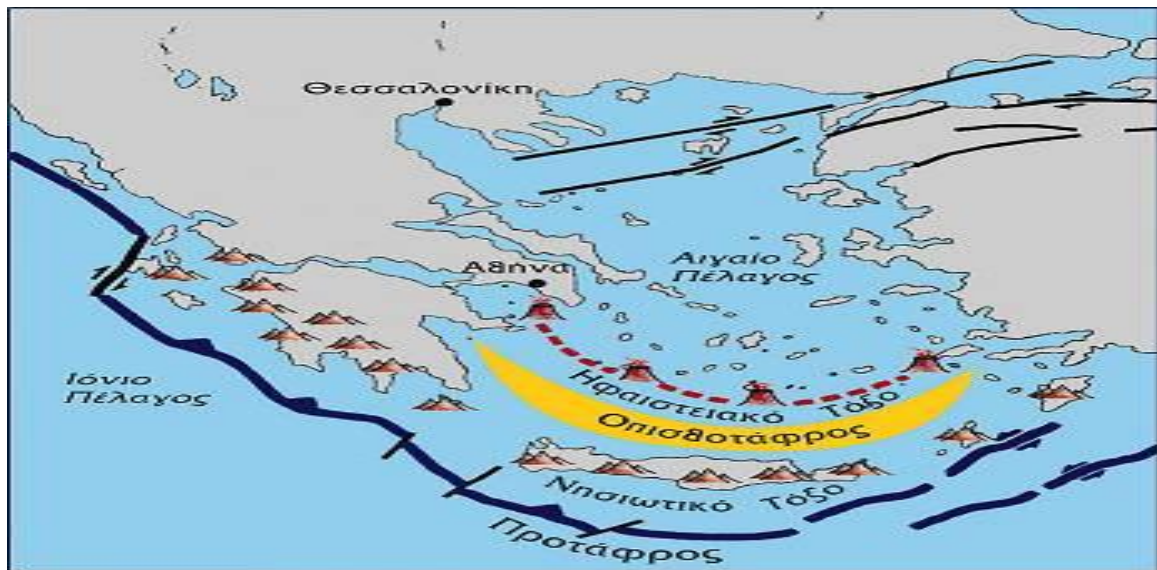 Θεσσαλονίκη
Αθήνα
Αιγαίο
Πέλαγος
Ιόνιο
Πέλαγος
Ηφαιστειακό Τόξο
Οπισθοτάφρος
Νησιωτικό Τόξο
Προτάφρος